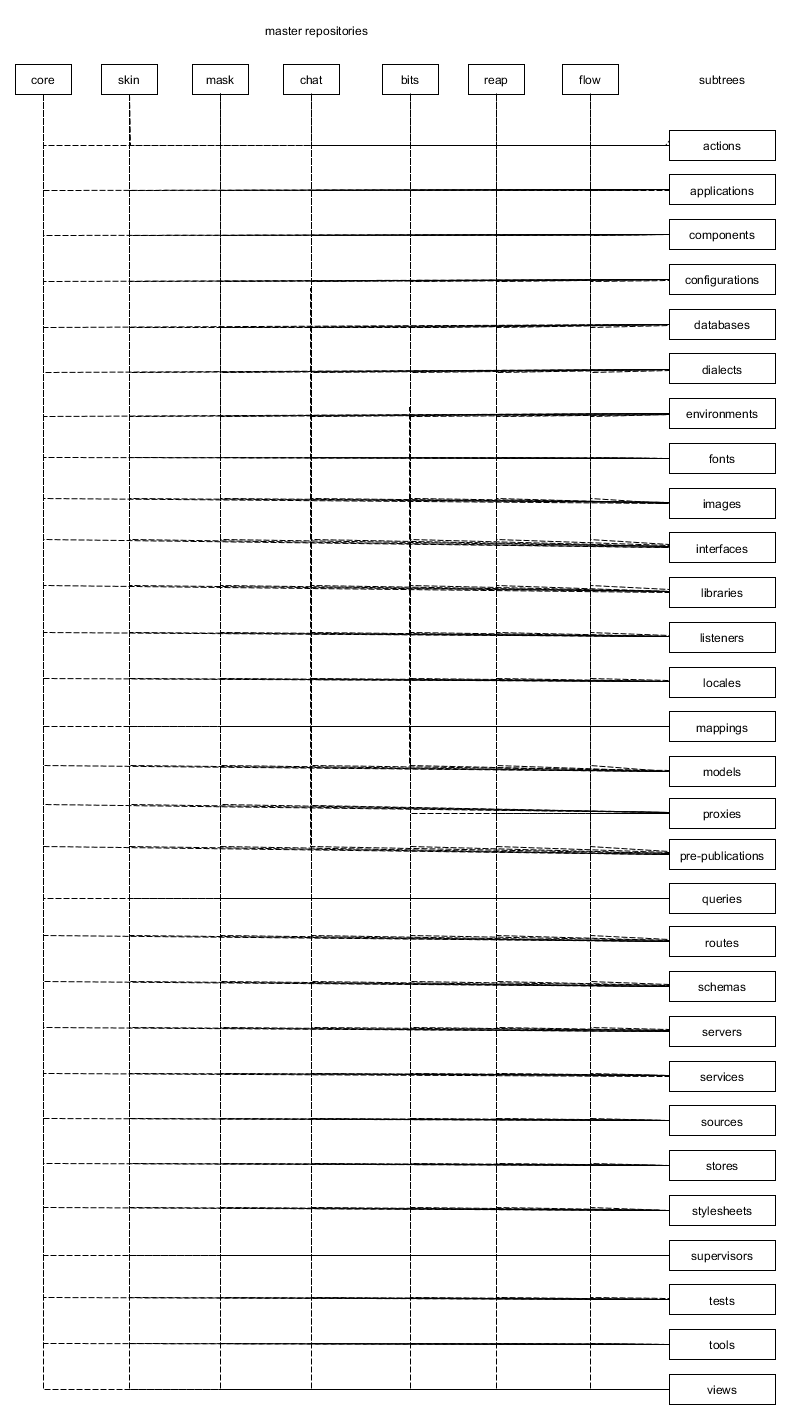 master repositories
core skin mask chat bits reap flow subtrees
actions
applications
components
configurations
databases
dialects
environments
fonts
images
interfaces
libraries
listeners
locales
mappings
models
proxies
pre-publications
queries
routes
schemas
servers
services
sources
stores
stylesheets
supervisors
tests
tools
views